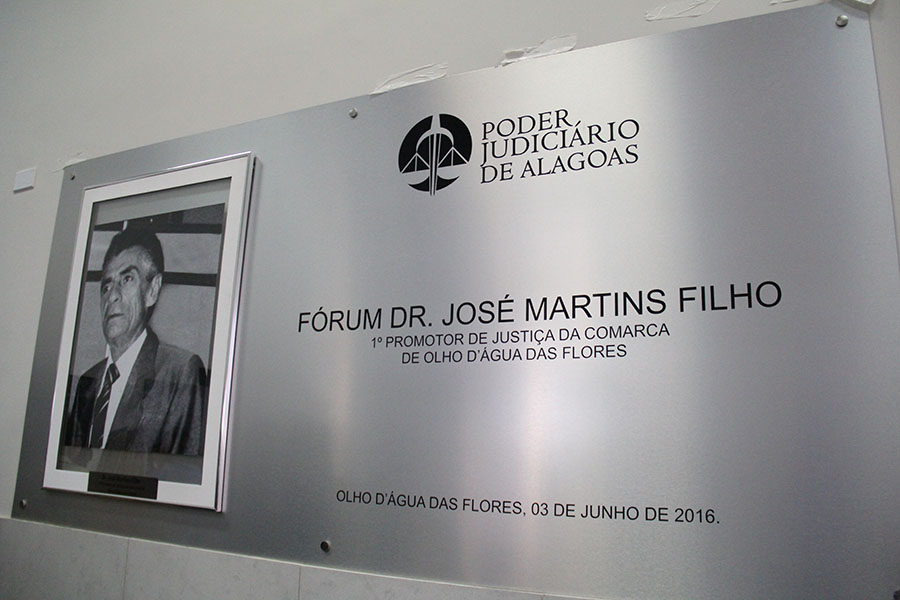 PODER
JUDICIÁRIO
DE ALAGOAS
FÓRUM DR. JOSÉ MARTINS FILHO
1º PROMOTOR DE JUSTIÇA DA COMARCA
DE OLHO D'ÁGUA DAS FLORES
OLHO D'ÁGUA DAS FLORES, 03 DE JUNHO DE 2016.